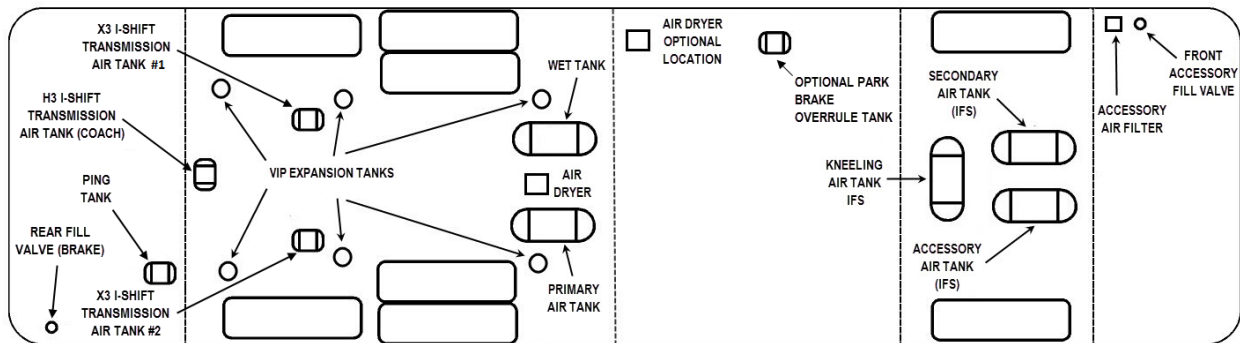 X3 I-SHIFT
TRANSMISSION
AIR TANK #1
H3 I-SHIFT
TRANSMISSION
AIR TANK (COACH)
PING
TANK
REAR FILL
VALVE (BRAKE)
X3 I-SHIFT
TRANSMISSION
AIR TANK #2
VIP EXPANSION TANKS
WET TANK
AIR
DRYER
PRIMARY
AIR TANK
AIR DRYER
OPTIONAL
LOCATION
OPTIONAL PARK
BRAKE
OVERRULE TANK
SECONDARY
AIR TANK
(IFS)
KNEELING
AIR TANK
IFS
ACCESSORY
AIR TANK
(IFS)
ACCESSORY
AIR FILTER
FRONT
ACCESSORY
FILL VALVE